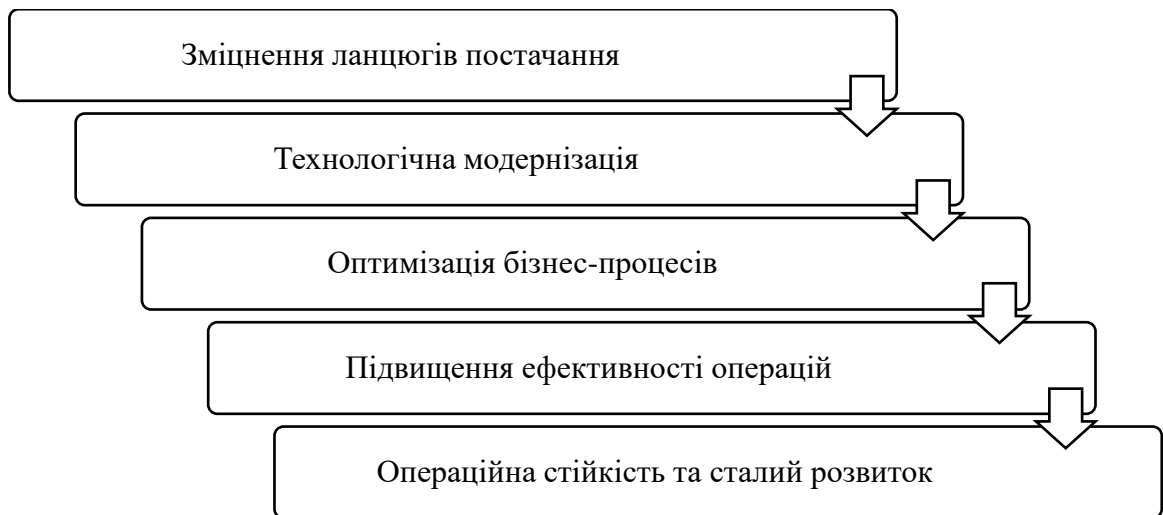 Зміцнення ланцюгів постачання
Технологічна модернізація
Оптимізація бізнес-процесів
Підвищення ефективності операцій
Операційна стійкість та сталий розвиток